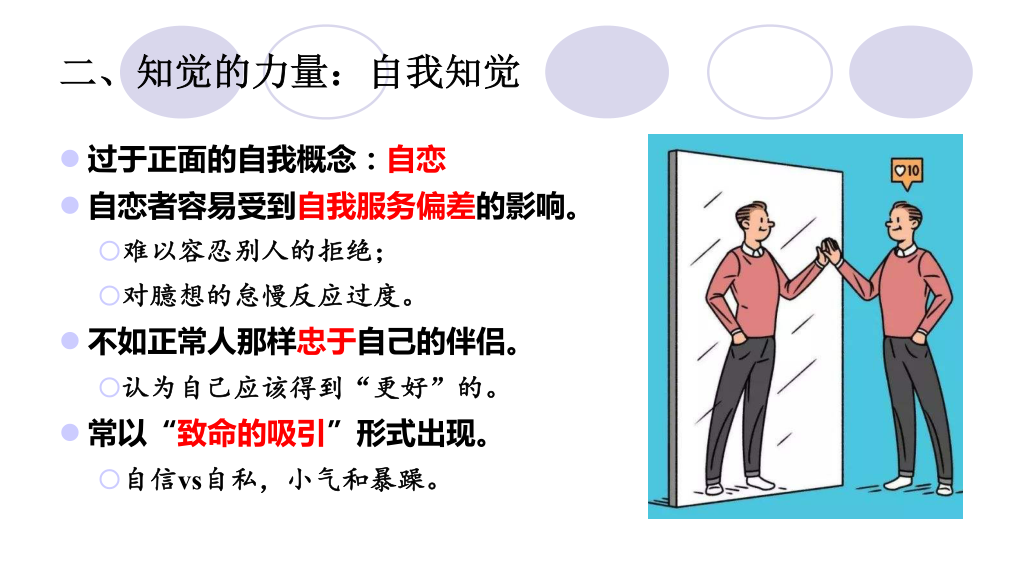 二、知觉的力量：自我知觉
过于正面的自我概念：自恋
自恋者容易受到自我服务偏差的影响。
难以容忍别人的拒绝；
对臆想的怠慢反应过度。
不如正常人那样忠于自己的伴侣。
认为自己应该得到“更好”的。
常以“致命的吸引”形式出现。
自信vs自私，小气和暴躁。
10